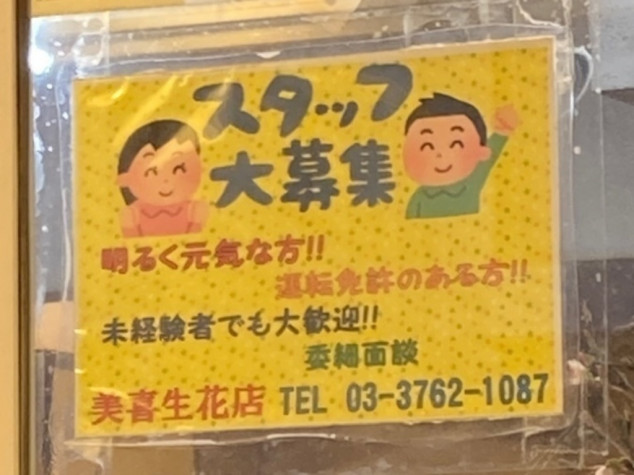 スタッフ
大募集
明るく元気な方!!
運転免許のある方!!
未経験者でも大歓迎!!
委細面談
美喜生花店 TEL 03-3762-1087